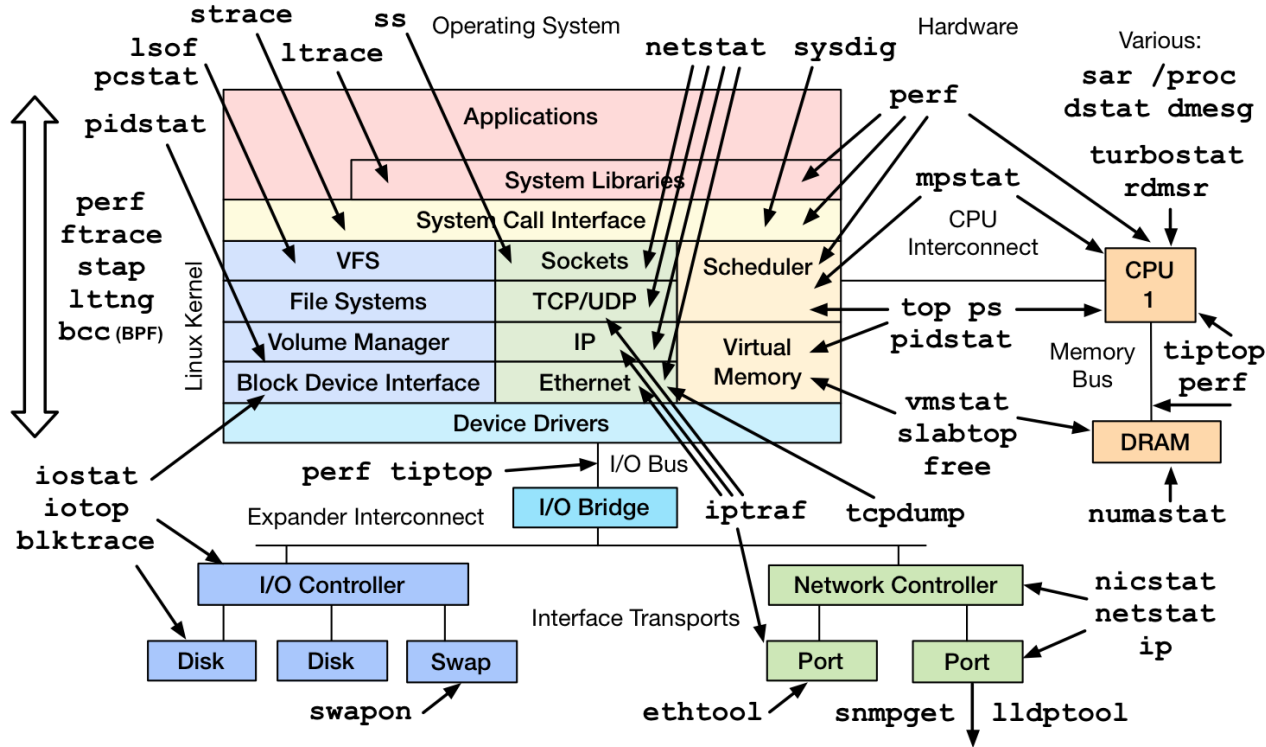 strace
ss
Operating System
Hardware
Various:
lsof
pcstat
ltrace
netstat
sysdig
sar /proc
dstat dmesg
perf
pidstat
Applications
turbostat
rdmsr
System Libraries
mpstat
perf
ftrace
stap
lttng
bcc (BPF)
System Call Interface
CPU
Interconnect
Linux Kernel
VFS
Sockets
Scheduler
CPU
1
File Systems
TCP/UDP
top ps
pidstat
Volume Manager
IP
Virtual
Memory
Memory
Bus
tiptop
perf
Block Device Interface
Ethernet
vmstat
slabtop
free
Device Drivers
DRAM
iostat
iotop
blktrace
perf tiptop
I/O Bus
I/O Bridge
iptraf
tcpdump
numastat
Expander Interconnect
I/O Controller
Network Controller
nicstat
netstat
ip
Interface Transports
Disk
Disk
Swap
Port
Port
swapon
ethtool
snmpget
lldptool